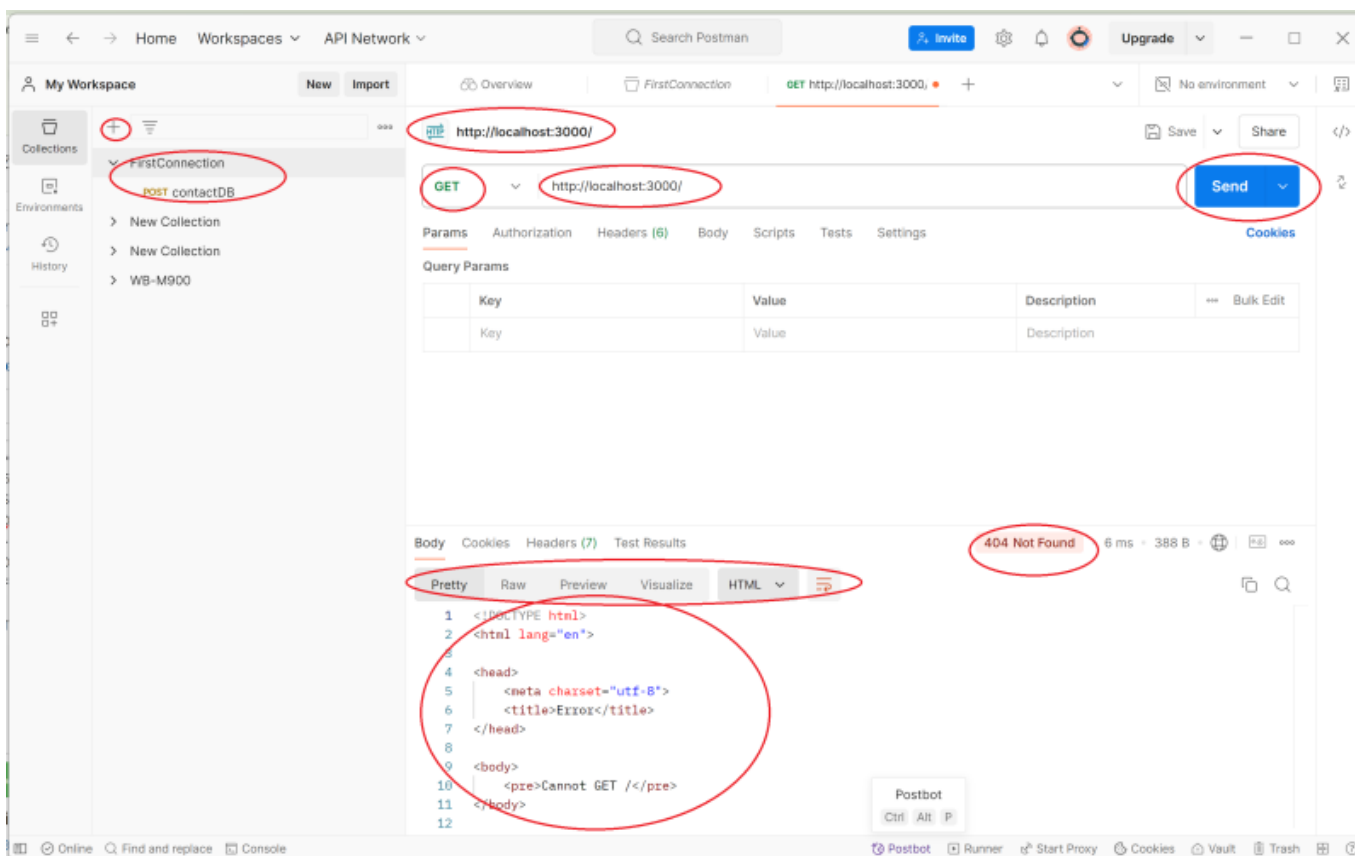 Home Workspaces API Network Search Postman Invite Upgrade
My Workspace New Import Overview FirstConnection GET http://localhost:3000/ No environment
Collections
Environments
History
FirstConnection
POST contactDB
New Collection
New Collection
WB-M900
HTTP http://localhost:3000/ Save Share
GET http://localhost:3000/ Send
Params Authorization Headers (6) Body Scripts Tests Settings Cookies
Query Params
Key Value Description Bulk Edit
Key Value Description
Body Cookies Headers (7) Test Results 404 Not Found 6 ms 388 B
Pretty Raw Preview Visualize HTML
1 <!DOCTYPE html>
2 <html lang="en">
3
4 <head>
5 <meta charset="utf-8">
6 <title>Error</title>
7 </head>
8
9 <body>
10 <pre>Cannot GET /</pre>
11 </body>
12
Postbot
Ctrl Alt P
Online Find and replace Console Postbot Runner Start Proxy Cookies Vault Trash